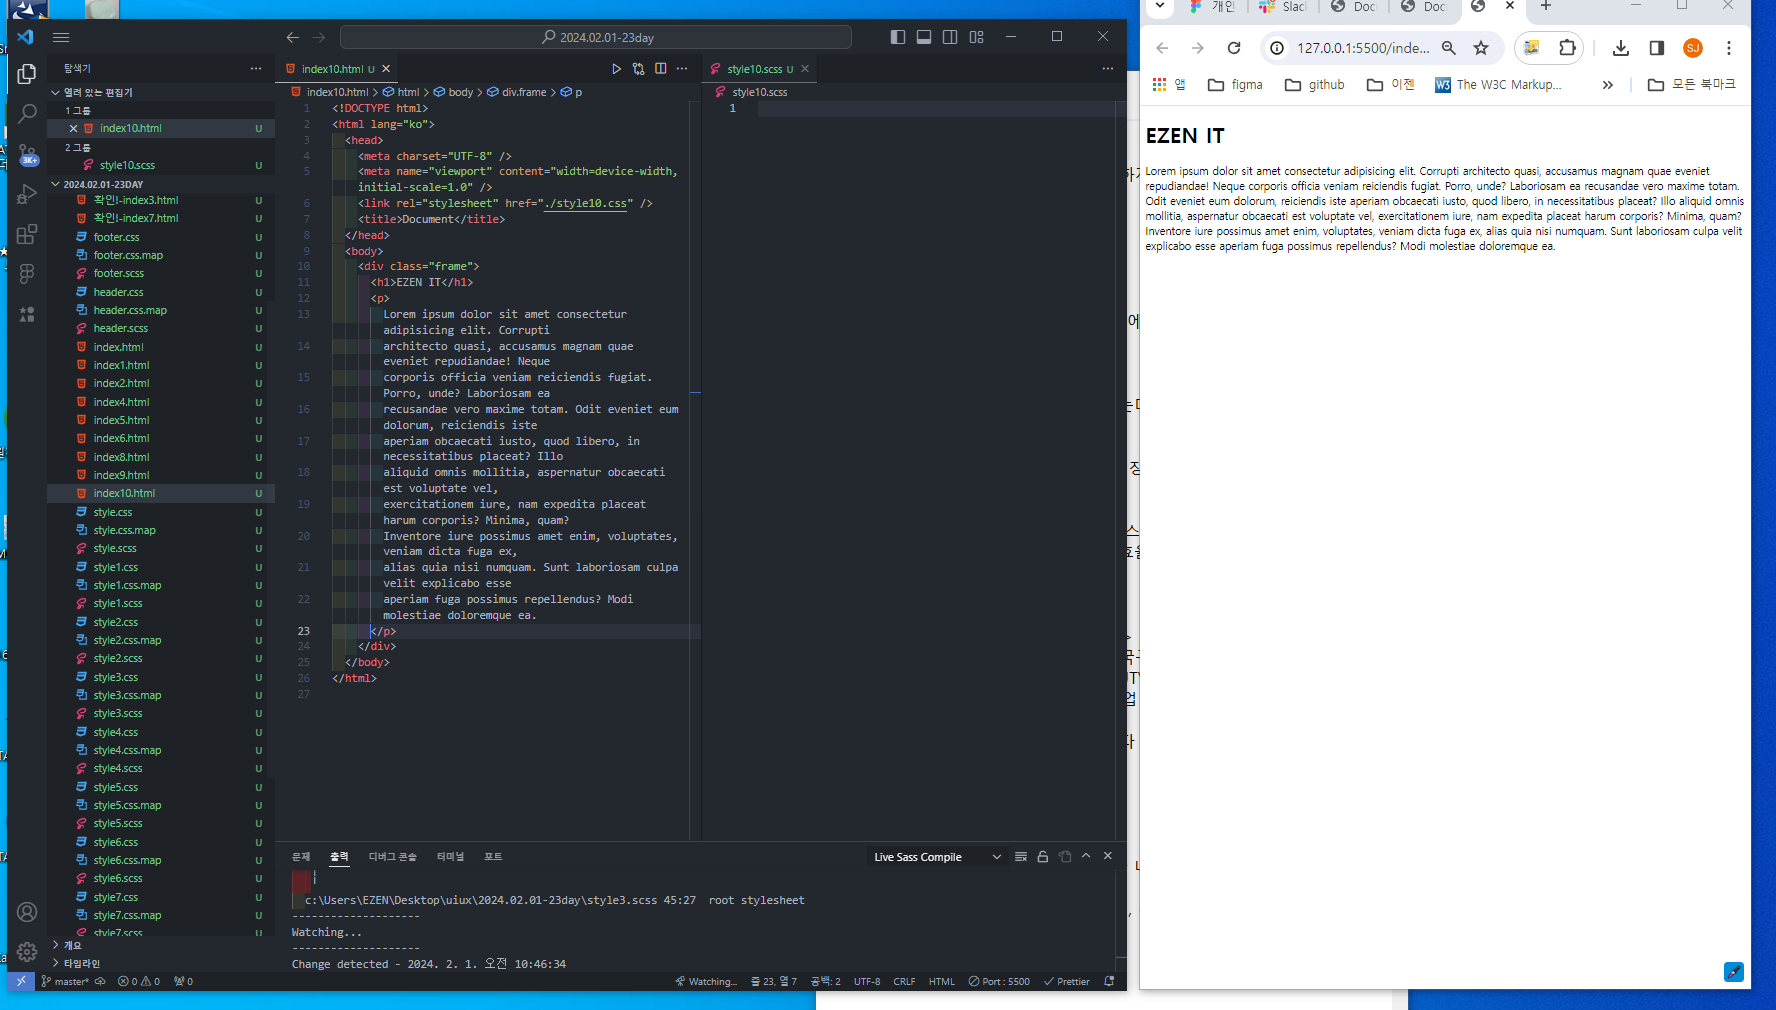 2024.02.01-23day
탐색기
열려 있는 편집기
1 그룹
index10.html U
2 그룹
style10.scss U
2024.02.01-23DAY
확인!-index3.html U
확인!-index7.html U
footer.css U
footer.css.map U
footer.scss U
header.css U
header.css.map U
header.scss U
index.html U
index1.html U
index2.html U
index4.html U
index5.html U
index6.html U
index8.html U
index9.html U
index10.html U
style.css U
style.css.map U
style.scss U
style1.css U
style1.css.map U
style1.scss U
style2.css U
style2.css.map U
style2.scss U
style3.css U
style3.css.map U
style3.scss U
style4.css U
style4.css.map U
style4.scss U
style5.css U
style5.css.map U
style5.scss U
style6.css U
style6.css.map U
style6.scss U
style7.css U
style7.css.map U
style7.scss U
개요
타임라인
3K+
index10.html U
index10.html > html > body > div.frame > p
1 <!DOCTYPE html>
2 <html lang="ko">
3 <head>
4 <meta charset="UTF-8" />
5 <meta name="viewport" content="width=device-width,
initial-scale=1.0" />
6 <link rel="stylesheet" href="./style10.css" />
7 <title>Document</title>
8 </head>
9 <body>
10 <div class="frame">
11 <h1>EZEN IT</h1>
12 <p>
13 Lorem ipsum dolor sit amet consectetur
adipisicing elit. Corrupti
14 architecto quasi, accusamus magnam quae
eveniet repudiandae! Neque
15 corporis officia veniam reiciendis fugiat.
Porro, unde? Laboriosam ea
16 recusandae vero maxime totam. Odit eveniet eum
dolorum, reiciendis iste
17 aperiam obcaecati iusto, quod libero, in
necessitatibus placeat? Illo
18 aliquid omnis mollitia, aspernatur obcaecati
est voluptate vel,
19 exercitationem iure, nam expedita placeat
harum corporis? Minima, quam?
20 Inventore iure possimus amet enim, voluptates,
veniam dicta fuga ex,
21 alias quia nisi numquam. Sunt laboriosam culpa
velit explicabo esse
22 aperiam fuga possimus repellendus? Modi
molestiae doloremque ea.
23 </p>
24 </div>
25 </body>
26 </html>
27
style10.scss U
style10.scss
1
문제 출력 디버그 콘솔 터미널 포트
Live Sass Compile
c:\Users\EZEN\Desktop\uiux\2024.02.01-23day\style3.scss 45:27 root stylesheet
--------------------
Watching...
--------------------
Change detected - 2024. 2. 1. 오전 10:46:34
master* 0 0 0 Watching... 줄 23, 열 7 공백: 2 UTF-8 CRLF HTML Port : 5500 Prettier
개인 Slac Doc Doc
127.0.0.1:5500/inde... SJ
앱 figma github 이젠 W3 The W3C Markup... 모든 북마크
EZEN IT
Lorem ipsum dolor sit amet consectetur adipisicing elit. Corrupti architecto quasi, accusamus magnam quae eveniet
repudiandae! Neque corporis officia veniam reiciendis fugiat. Porro, unde? Laboriosam ea recusandae vero maxime totam.
Odit eveniet eum dolorum, reiciendis iste aperiam obcaecati iusto, quod libero, in necessitatibus placeat? Illo aliquid omnis
mollitia, aspernatur obcaecati est voluptate vel, exercitationem iure, nam expedita placeat harum corporis? Minima, quam?
Inventore iure possimus amet enim, voluptates, veniam dicta fuga ex, alias quia nisi numquam. Sunt laboriosam culpa velit
explicabo esse aperiam fuga possimus repellendus? Modi molestiae doloremque ea.